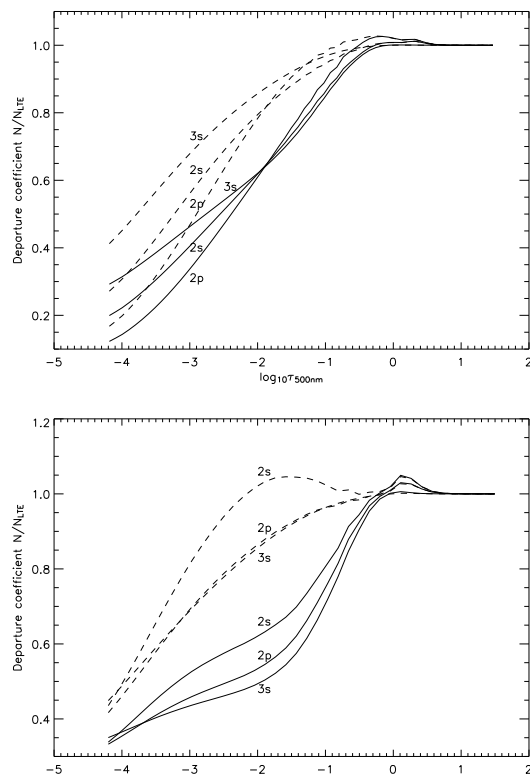 1.0
0.8
0.6
0.4
0.2
Departure coefficient N/N_LTE
3s
2s
2p
3s
2s
2p
-5 -4 -3 -2 -1 0 1 2
log₁₀τ₅₀₀ₙₘ
1.2
1.0
0.8
0.6
0.4
Departure coefficient N/N_LTE
2s
2p
3s
2s
2p
3s
-5 -4 -3 -2 -1 0 1 2